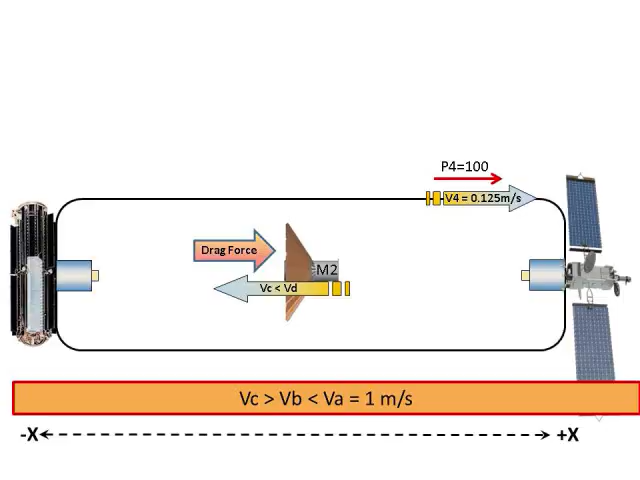 P4=100
V4 = 0.125m/s
Drag Force
M2
Vc < Vd
Vc > Vb < Va = 1 m/s
-X
+X